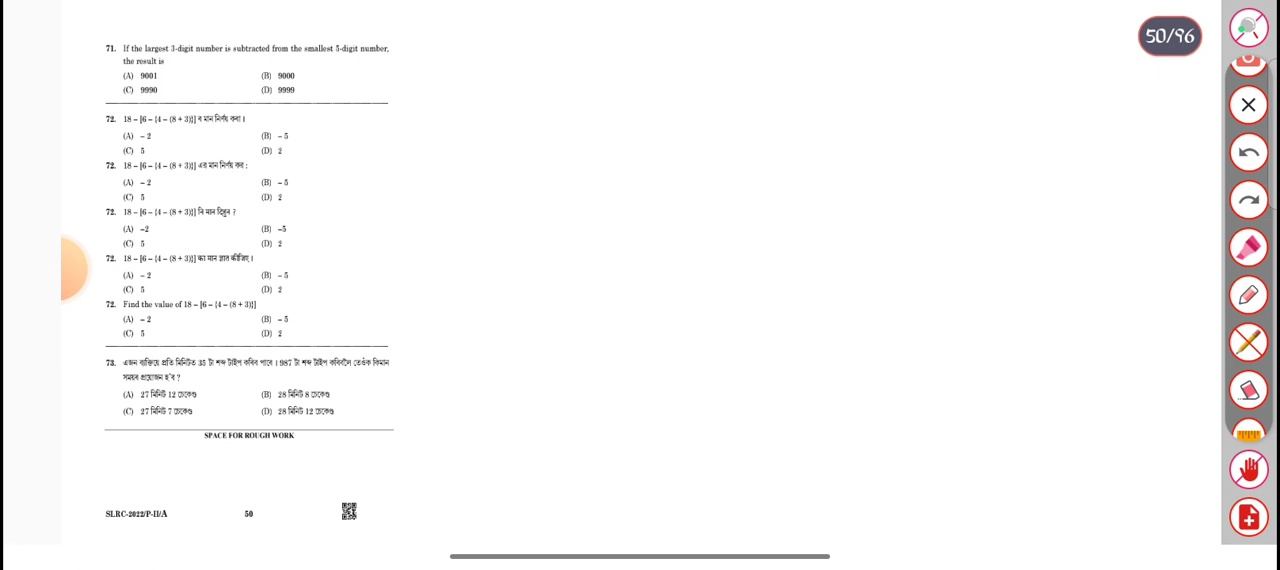 50/96
71. If the largest 3-digit number is subtracted from the smallest 5-digit number,
the result is
(A) 9001 (B) 9000
(C) 9990 (D) 9999
72. 18 – [6 – {4 – (8 + 3)}] ৰ মান নিৰ্ণয় কৰা।
(A) – 2 (B) – 5
(C) 5 (D) 2
72. 18 – [6 – {4 – (8 + 3)}] এর মান নির্ণয় কর :
(A) – 2 (B) – 5
(C) 5 (D) 2
72. 18 – [6 – {4 – (8 + 3)}] नि मान दिहुन ?
(A) –2 (B) –5
(C) 5 (D) 2
72. 18 – [6 – {4 – (8 + 3)}] का मान ज्ञात कीजिए।
(A) – 2 (B) – 5
(C) 5 (D) 2
72. Find the value of 18 – [6 – {4 – (8 + 3)}]
(A) – 2 (B) – 5
(C) 5 (D) 2
73. এজন ব্যক্তিয়ে প্ৰতি মিনিটত 35 টা শব্দ টাইপ কৰিব পাৰে। 987 টা শব্দ টাইপ কৰিবলৈ তেওঁক কিমান
সময়ৰ প্ৰয়োজন হ'ব ?
(A) 27 মিনিট 12 ছেকেণ্ড (B) 28 মিনিট 8 ছেকেণ্ড
(C) 27 মিনিট 7 ছেকেণ্ড (D) 28 মিনিট 12 ছেকেণ্ড
SPACE FOR ROUGH WORK
SLRC-2022/P-II/A 50